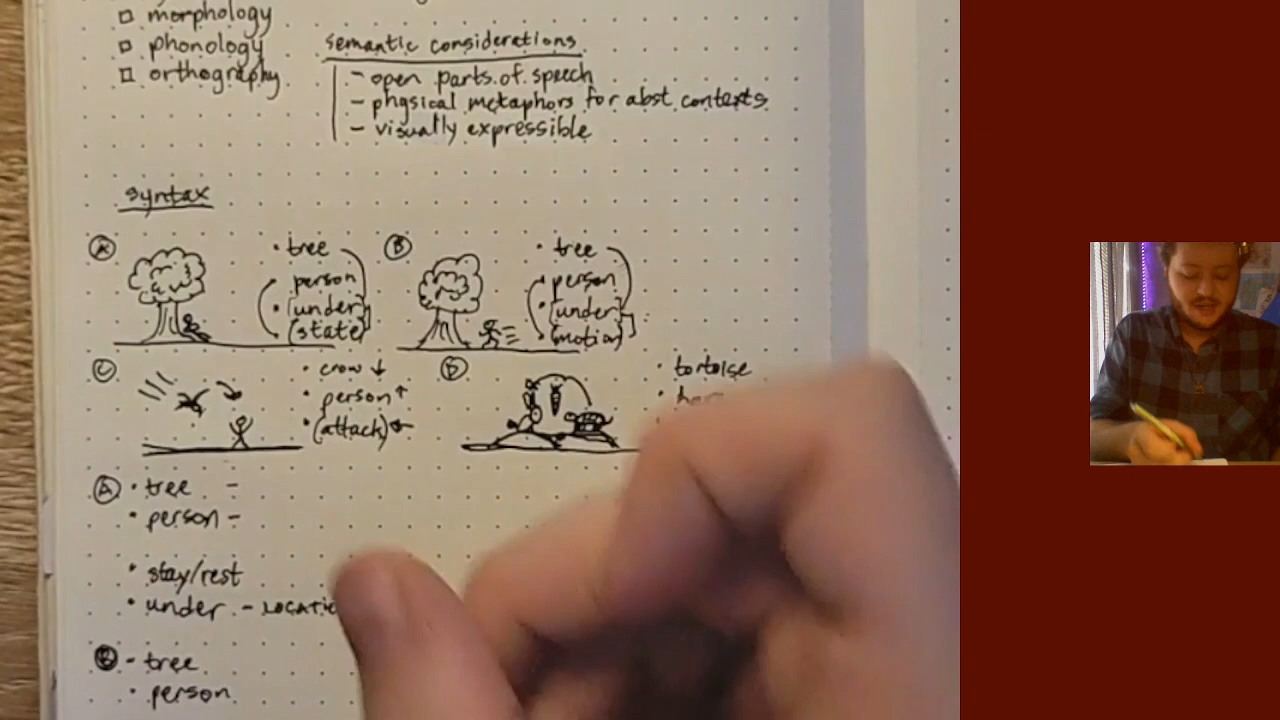 □ morphology
□ phonology
□ orthography
semantic considerations
- open parts.of.speech
- physical metaphors for abst. contexts
- visually expressible
syntax
Ⓐ
• tree
person
• (under)
(state)
Ⓑ
• tree
• person
• (under)
(motion)
Ⓒ
• crow ↓
• person ↑
• (attack) ←
Ⓓ
• tortoise
Ⓐ • tree -
• person -
• stay/rest
• under -
Ⓑ - tree
• person